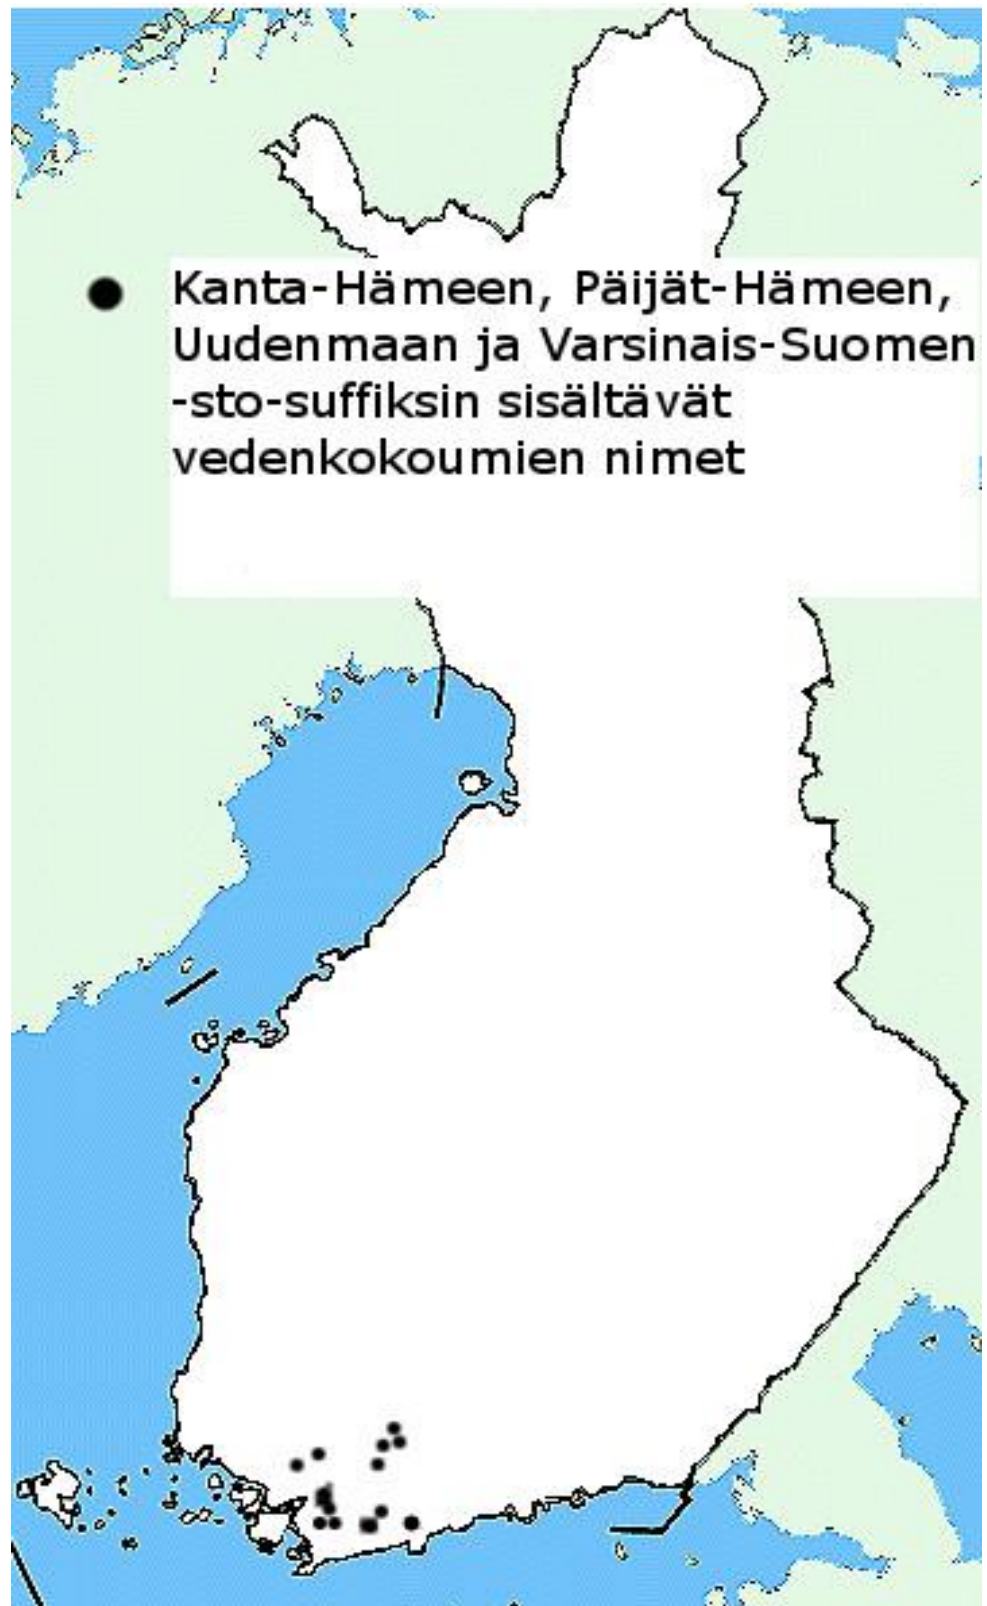 Kanta-Hämeen, Päijät-Hämeen,
Uudenmaan ja Varsinais-Suomen
-sto-suffiksin sisältävät
vedenkokoumien nimet